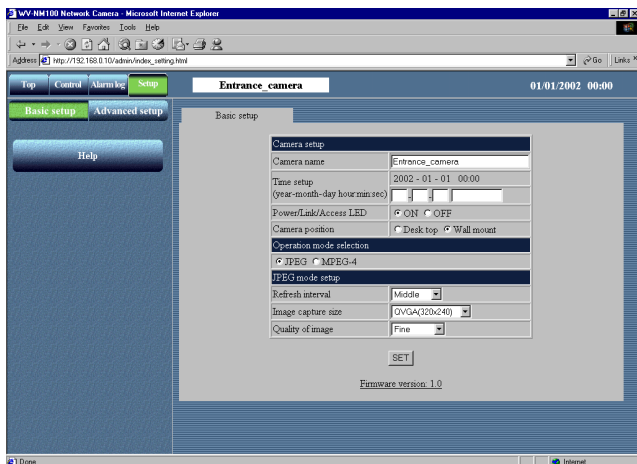 WV-NM100 Network Camera - Microsoft Internet Explorer
File Edit View Favorites Tools Help
Address http://192.168.0.10/admin/index_setting.html Go Links
Top Control Alarm log Setup Entrance_camera 01/01/2002 00:00
Basic setup Advanced setup
Help
Basic setup
Camera setup
Camera name Entrance_camera
Time setup 2002 - 01 - 01 00:00
(year-month-day hour:min:sec) - -
Power/Link/Access LED ON OFF
Camera position Desk top Wall mount
Operation mode selection
JPEG MPEG-4
JPEG mode setup
Refresh interval Middle
Image capture size QVGA(320x240)
Quality of image Fine
SET
Firmware version: 1.0
Done Internet